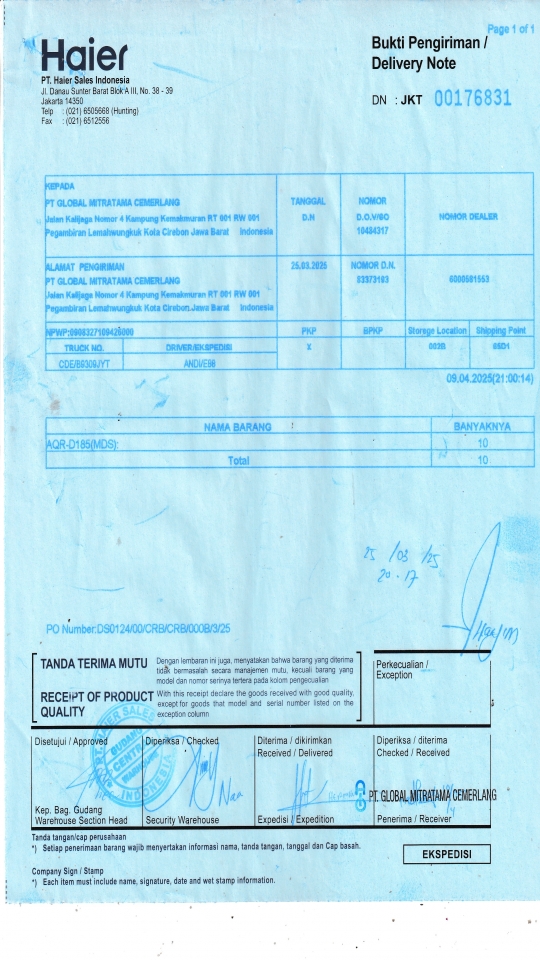 Page 1 of 1
Haier
Bukti Pengiriman /
Delivery Note
PT. Haier Sales Indonesia
Jl. Danau Sunter Barat Blok A III, No. 38 - 39
Jakarta 14350
Telp : (021) 6505668 (Hunting)
Fax : (021) 6512556
DN : JKT 00176831
KEPADA
PT GLOBAL MITRATAMA CEMERLANG
Jalan Kalijaga Nomor 4 Kampung Kemakmuran RT 001 RW 001
Pegambiran Lemahwungkuk Kota Cirebon Jawa Barat Indonesia
TANGGAL
D.N
NOMOR
D.O.V/SO
10484317
NOMOR DEALER
ALAMAT PENGIRIMAN
PT GLOBAL MITRATAMA CEMERLANG
Jalan Kalijaga Nomor 4 Kampung Kemakmuran RT 001 RW 001
Pegambiran Lemahwungkuk Kota Cirebon Jawa Barat Indonesia
25.03.2025
NOMOR D.N.
83373103
PKP
BPKP
Storage Location
Shipping Point
TRUCK NO.
DRIVER/EKSPEDISI
X
ANDI/E98
09.04.2025(21:00:14)
NAMA BARANG
BANYAKNYA
AQR-D185(MDS):
10
Total
10
25 /03 /25
20.17
PO Number:DS0124/00/CRB/CRB/000B/3/25
TANDA TERIMA MUTU
Dengan lembaran ini juga, menyatakan bahwa barang yang diterima
tidak bermasalah secara manajemen mutu, kecuali barang yang
model dan nomor serinya tertera pada kolom pengecualian
RECEIPT OF PRODUCT
QUALITY
With this receipt declare the goods received with good quality,
except for goods that model and serial number listed on the
exception column
Perkecualian /
Exception
Disetujui / Approved
Diperiksa / Checked
Diterima / dikirimkan
Received / Delivered
Diperiksa / diterima
Checked / Received
PT. GLOBAL MITRATAMA CEMERLANG
Kep. Bag. Gudang
Warehouse Section Head
Security Warehouse
Expedisi / Expedition
Penerima / Receiver
Tanda tangan/cap perusahaan
*) Setiap penerimaan barang wajib menyertakan informasi nama, tanda tangan, tanggal dan Cap basah.
EKSPEDISI
Company Sign / Stamp
*) Each item must include name, signature, date and wet stamp information.